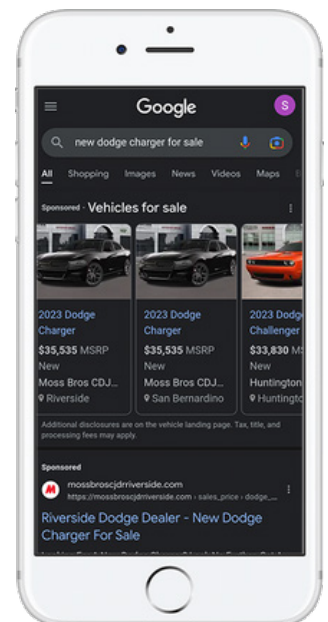 Google
S
new dodge charger for sale
All Shopping Images News Videos Maps
Sponsored · Vehicles for sale
2023 Dodge Charger
$35,535 MSRP
New
Moss Bros CDJ...
Riverside
2023 Dodge Charger
$35,535 MSRP
New
Moss Bros CDJ...
San Bernardino
2023 Dodge
Challenger
$33,830 M
New
Huntington
Huntingto
Additional disclosures are on the vehicle landing page. Tax, title, and
processing fees may apply.
Sponsored
M
mossbroscjdrriverside.com
https://mossbroscjdrriverside.com › sales_price › dodge_...
Riverside Dodge Dealer - New Dodge
Charger For Sale